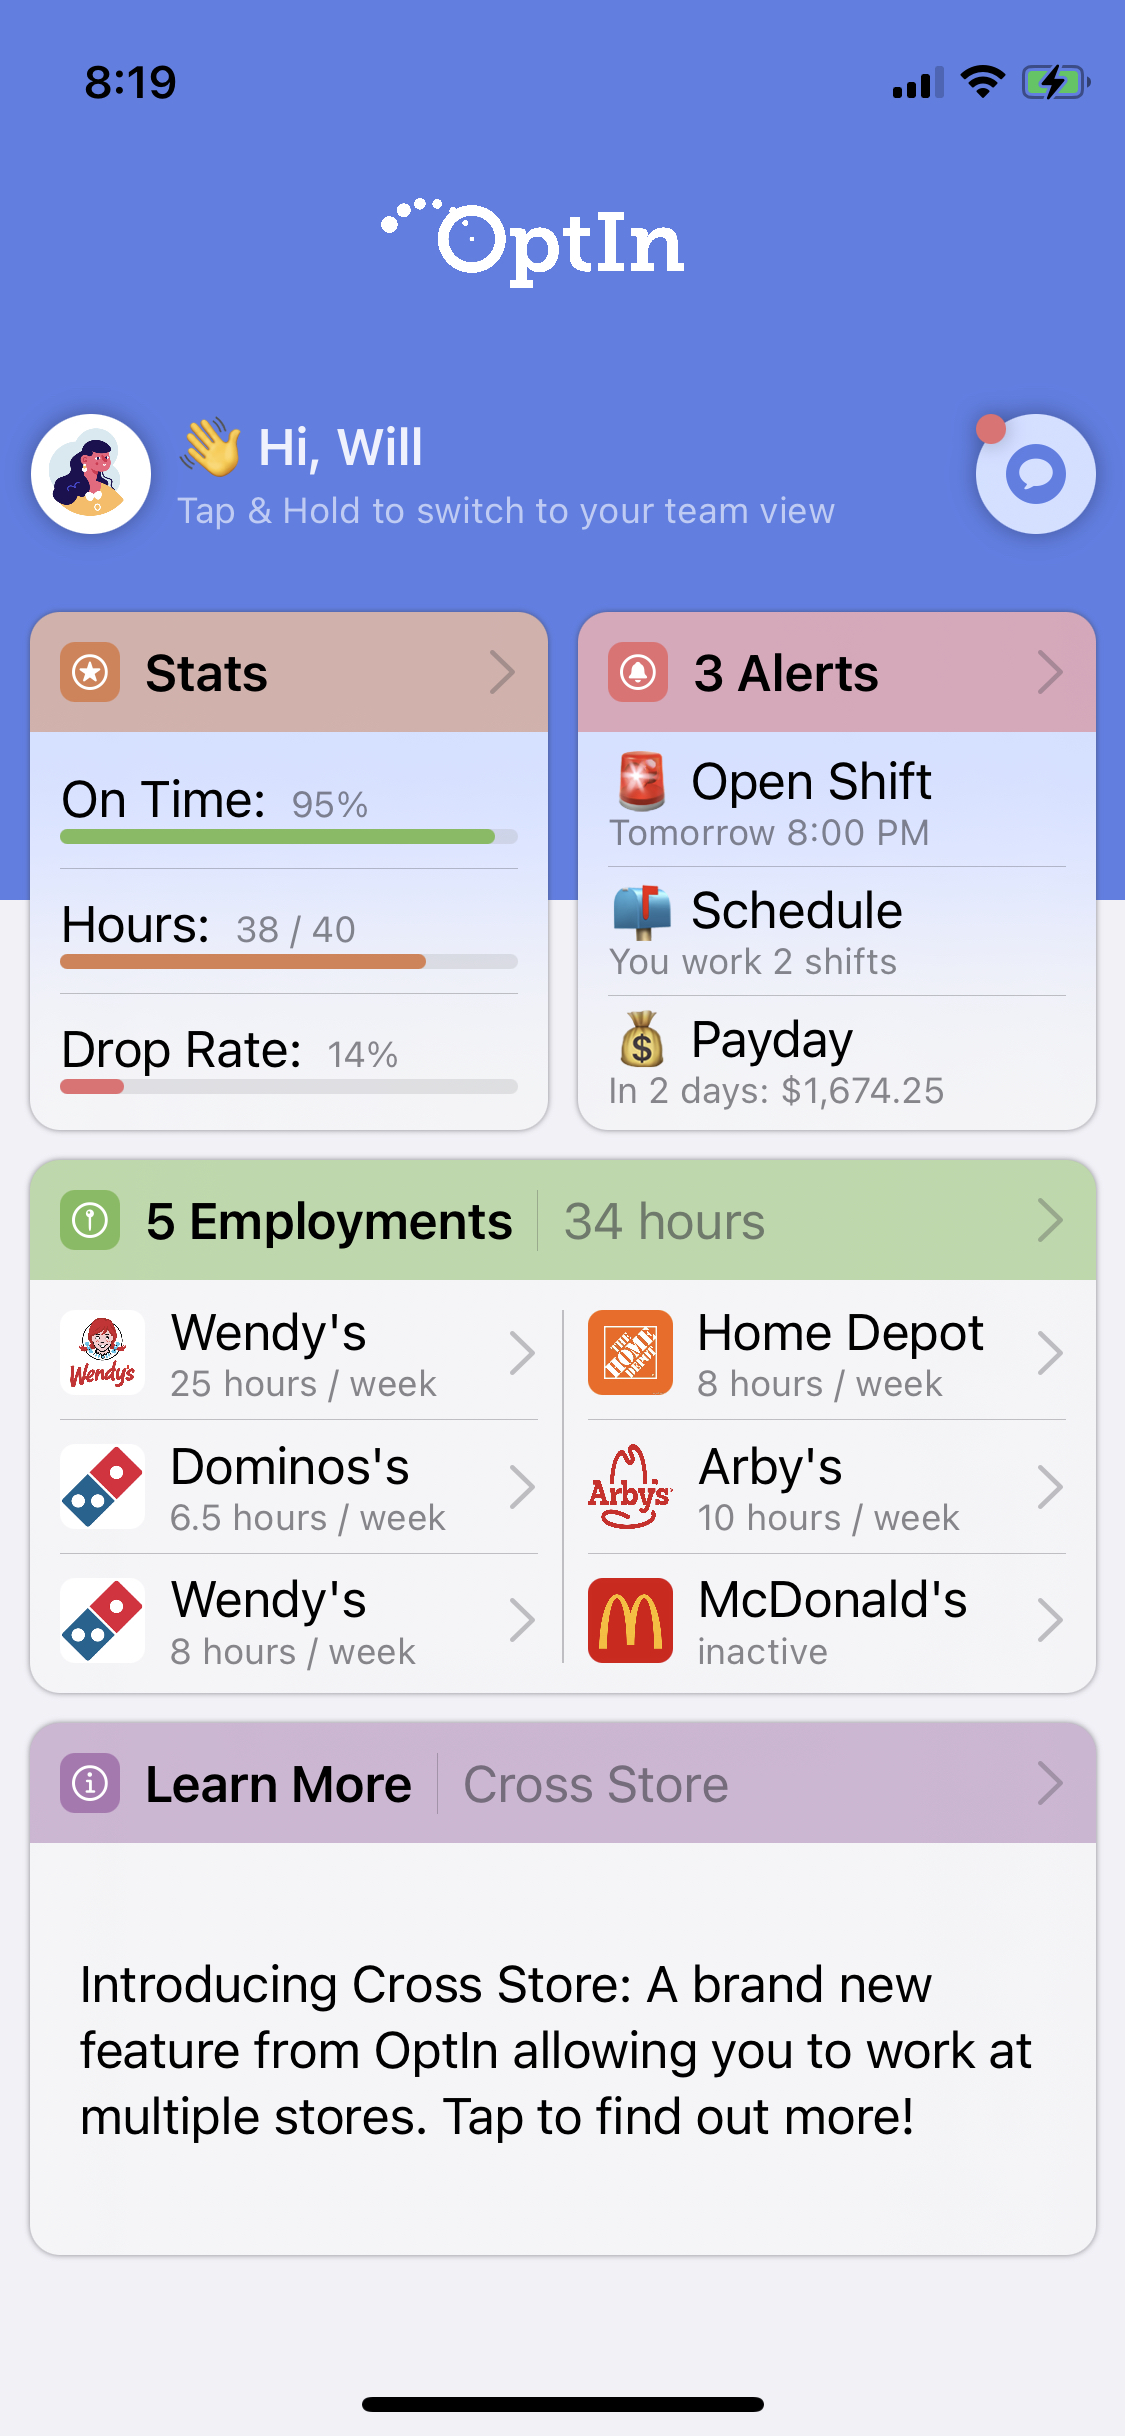 8:19
OptIn
👋 Hi, Will
Tap & Hold to switch to your team view
Stats
On Time: 95%
Hours: 38 / 40
Drop Rate: 14%
3 Alerts
Open Shift
Tomorrow 8:00 PM
Schedule
You work 2 shifts
Payday
In 2 days: $1,674.25
5 Employments
34 hours
Wendy's
Wendy's
25 hours / week
THE HOME DEPOT
Home Depot
8 hours / week
Dominos's
6.5 hours / week
Arby's
Arby's
10 hours / week
Wendy's
8 hours / week
McDonald's
inactive
Learn More
Cross Store
Introducing Cross Store: A brand new
feature from OptIn allowing you to work at
multiple stores. Tap to find out more!